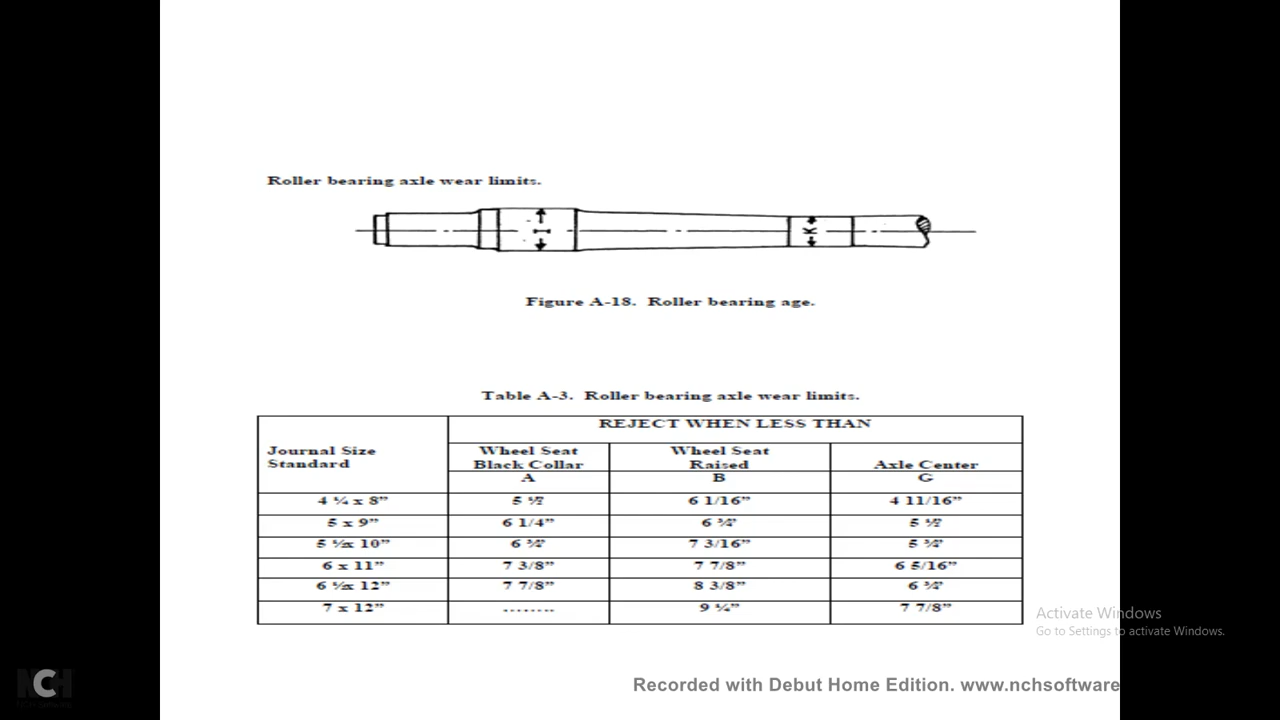 Roller bearing axle wear limits.
I
K
Figure A-18. Roller bearing age.
Table A-3. Roller bearing axle wear limits.
REJECT WHEN LESS THAN
Journal Size
Standard
Wheel Seat
Black Collar
Wheel Seat
Raised
Axle Center
A B G
4 ¼ x 8” 5 ½” 6 1/16” 4 11/16”
5 x 9” 6 1/4” 6 ¾” 5 ½”
5 ½x 10” 6 ¾” 7 3/16” 5 ¾”
6 x 11” 7 3/8” 7 7/8” 6 5/16”
6 ½x 12” 7 7/8” 8 3/8” 6 ¾”
7 x 12” ........ 9 ¼” 7 7/8”
Activate Windows
Go to Settings to activate Windows.
NCH
Recorded with Debut Home Edition. www.nchsoftware